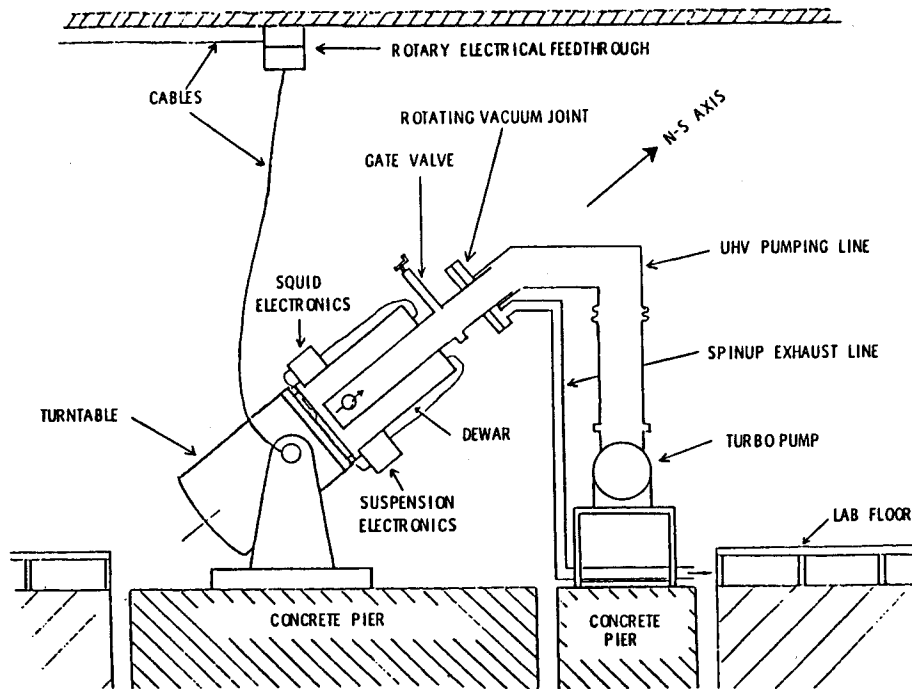 ROTARY ELECTRICAL FEEDTHROUGH
CABLES
ROTATING VACUUM JOINT
N-S AXIS
GATE VALVE
UHV PUMPING LINE
SQUID
ELECTRONICS
SPINUP EXHAUST LINE
TURNTABLE
DEWAR
TURBO PUMP
SUSPENSION
ELECTRONICS
LAB FLOOR
CONCRETE PIER
CONCRETE
PIER